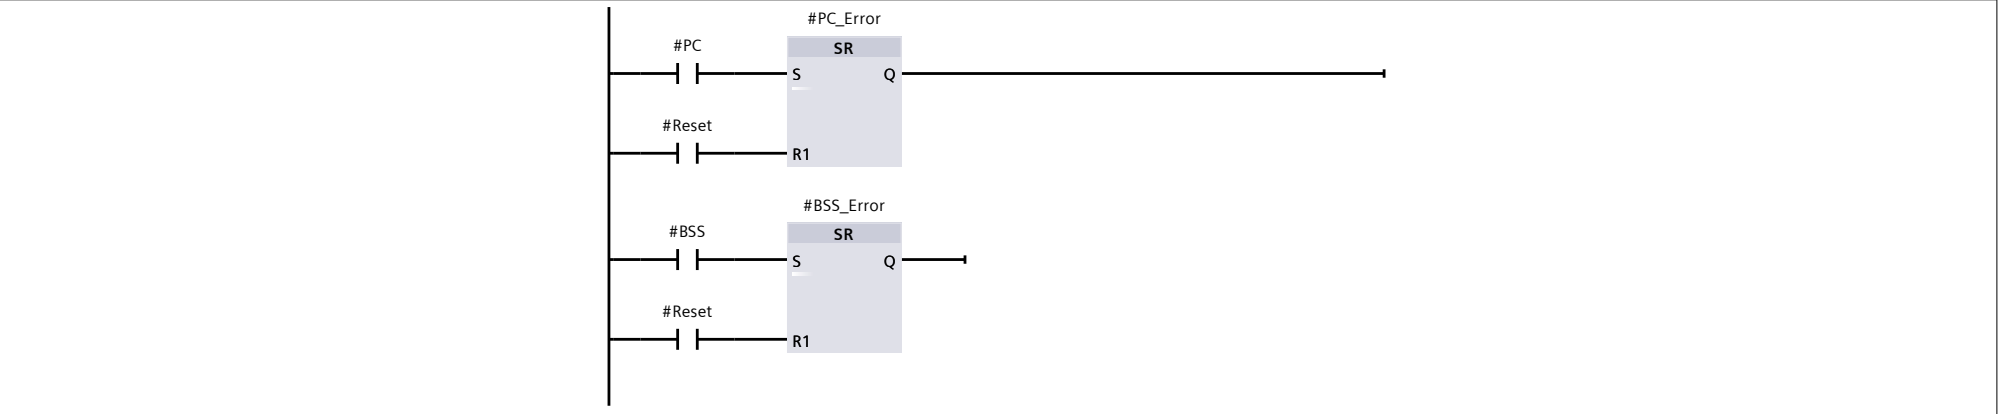 #PC_Error
#PC
SR
S Q
#Reset
R1
#BSS_Error
#BSS
SR
S Q
#Reset
R1